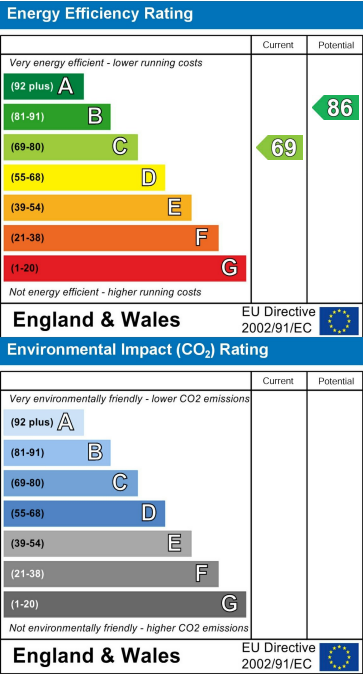 Energy Efficiency Rating
Current Potential
Very energy efficient - lower running costs
(92 plus) A
(81-91) B
86
(69-80) C
69
(55-68) D
(39-54) E
(21-38) F
(1-20) G
Not energy efficient - higher running costs
England & Wales
EU Directive
2002/91/EC
Environmental Impact (CO₂) Rating
Current Potential
Very environmentally friendly - lower CO2 emissions
(92 plus) A
(81-91) B
(69-80) C
(55-68) D
(39-54) E
(21-38) F
(1-20) G
Not environmentally friendly - higher CO2 emissions
England & Wales
EU Directive
2002/91/EC